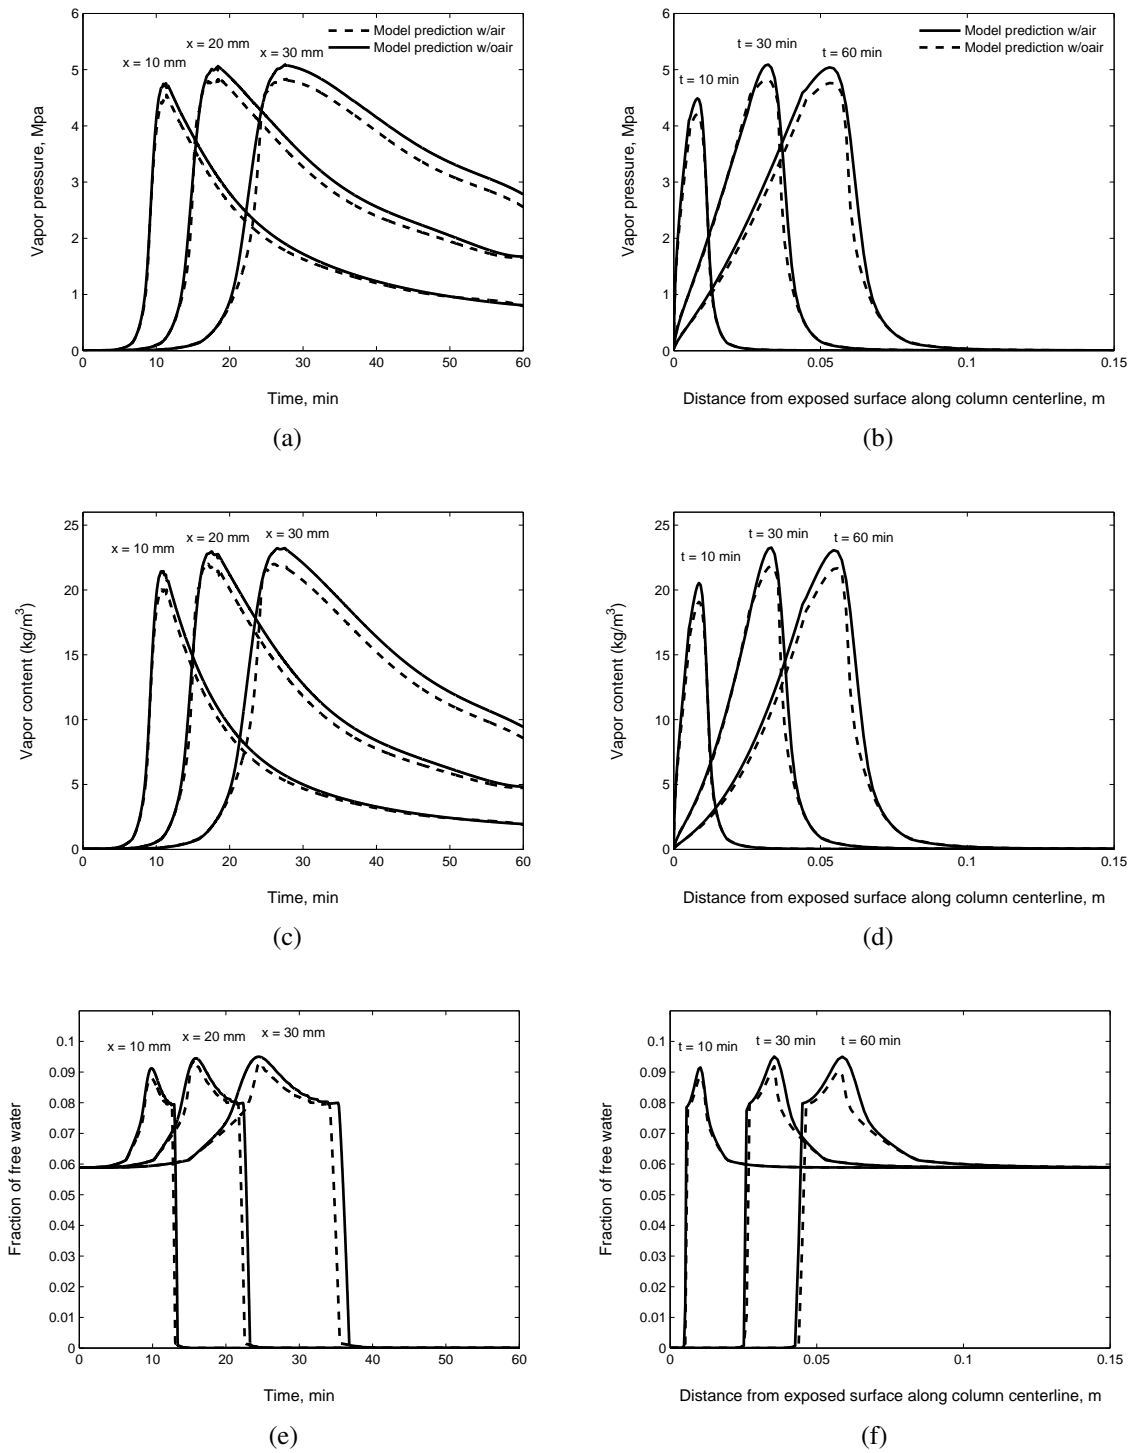 6
5
4
3
2
1
0
Vapor pressure, Mpa
x = 10 mm
x = 20 mm
x = 30 mm
Model prediction w/air
Model prediction w/oair
0 10 20 30 40 50 60
Time, min
(a)
6
5
4
3
2
1
0
Vapor pressure, Mpa
t = 10 min
t = 30 min
t = 60 min
Model prediction w/air
Model prediction w/oair
0 0.05 0.1 0.15
Distance from exposed surface along column centerline, m
(b)
25
20
15
10
5
0
Vapor content (kg/m³)
x = 10 mm
x = 20 mm
x = 30 mm
0 10 20 30 40 50 60
Time, min
(c)
25
20
15
10
5
0
Vapor content (kg/m³)
t = 10 min
t = 30 min
t = 60 min
0 0.05 0.1 0.15
Distance from exposed surface along column centerline, m
(d)
0.1
0.09
0.08
0.07
0.06
0.05
0.04
0.03
0.02
0.01
0
Fraction of free water
x = 10 mm
x = 20 mm
x = 30 mm
0 10 20 30 40 50 60
Time, min
(e)
0.1
0.09
0.08
0.07
0.06
0.05
0.04
0.03
0.02
0.01
0
Fraction of free water
t = 10 min
t = 30 min
t = 60 min
0 0.05 0.1 0.15
Distance from exposed surface along column centerline, m
(f)